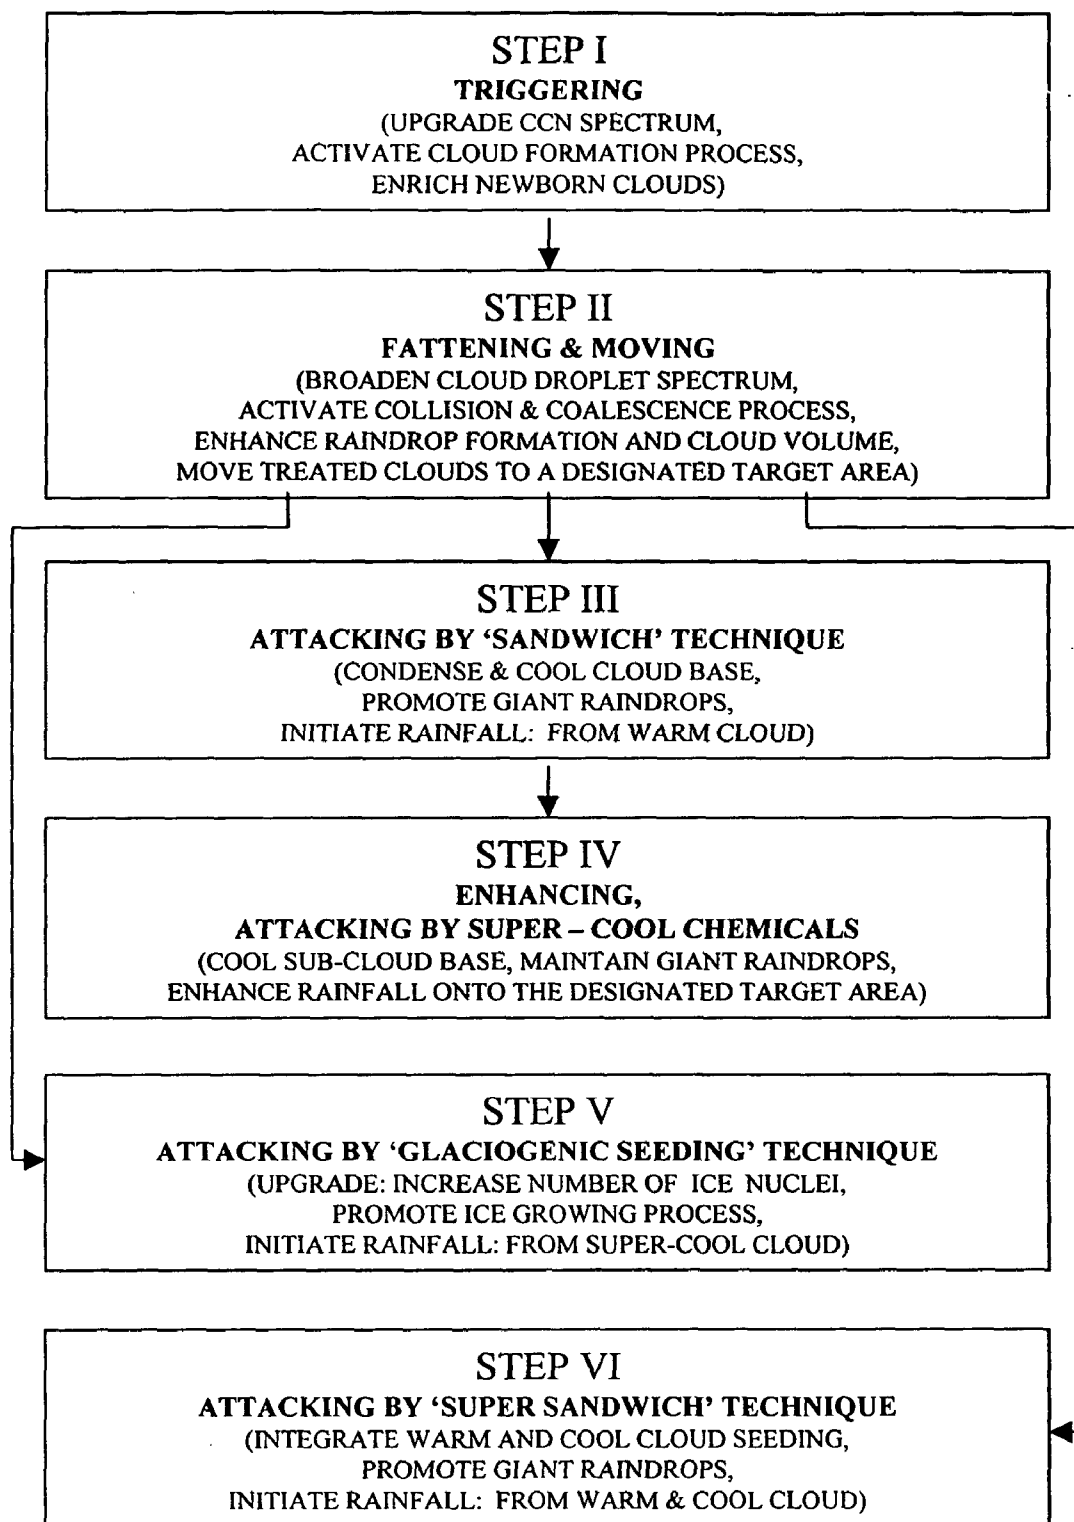 STEP I
TRIGGERING
(UPGRADE CCN SPECTRUM,
ACTIVATE CLOUD FORMATION PROCESS,
ENRICH NEWBORN CLOUDS)
STEP II
FATTENING & MOVING
(BROADEN CLOUD DROPLET SPECTRUM,
ACTIVATE COLLISION & COALESCENCE PROCESS,
ENHANCE RAINDROP FORMATION AND CLOUD VOLUME,
MOVE TREATED CLOUDS TO A DESIGNATED TARGET AREA)
STEP III
ATTACKING BY ‘SANDWICH’ TECHNIQUE
(CONDENSE & COOL CLOUD BASE,
PROMOTE GIANT RAINDROPS,
INITIATE RAINFALL: FROM WARM CLOUD)
STEP IV
ENHANCING,
ATTACKING BY SUPER – COOL CHEMICALS
(COOL SUB-CLOUD BASE, MAINTAIN GIANT RAINDROPS,
ENHANCE RAINFALL ONTO THE DESIGNATED TARGET AREA)
STEP V
ATTACKING BY ‘GLACIOGENIC SEEDING’ TECHNIQUE
(UPGRADE: INCREASE NUMBER OF ICE NUCLEI,
PROMOTE ICE GROWING PROCESS,
INITIATE RAINFALL: FROM SUPER-COOL CLOUD)
STEP VI
ATTACKING BY ‘SUPER SANDWICH’ TECHNIQUE
(INTEGRATE WARM AND COOL CLOUD SEEDING,
PROMOTE GIANT RAINDROPS,
INITIATE RAINFALL: FROM WARM & COOL CLOUD)